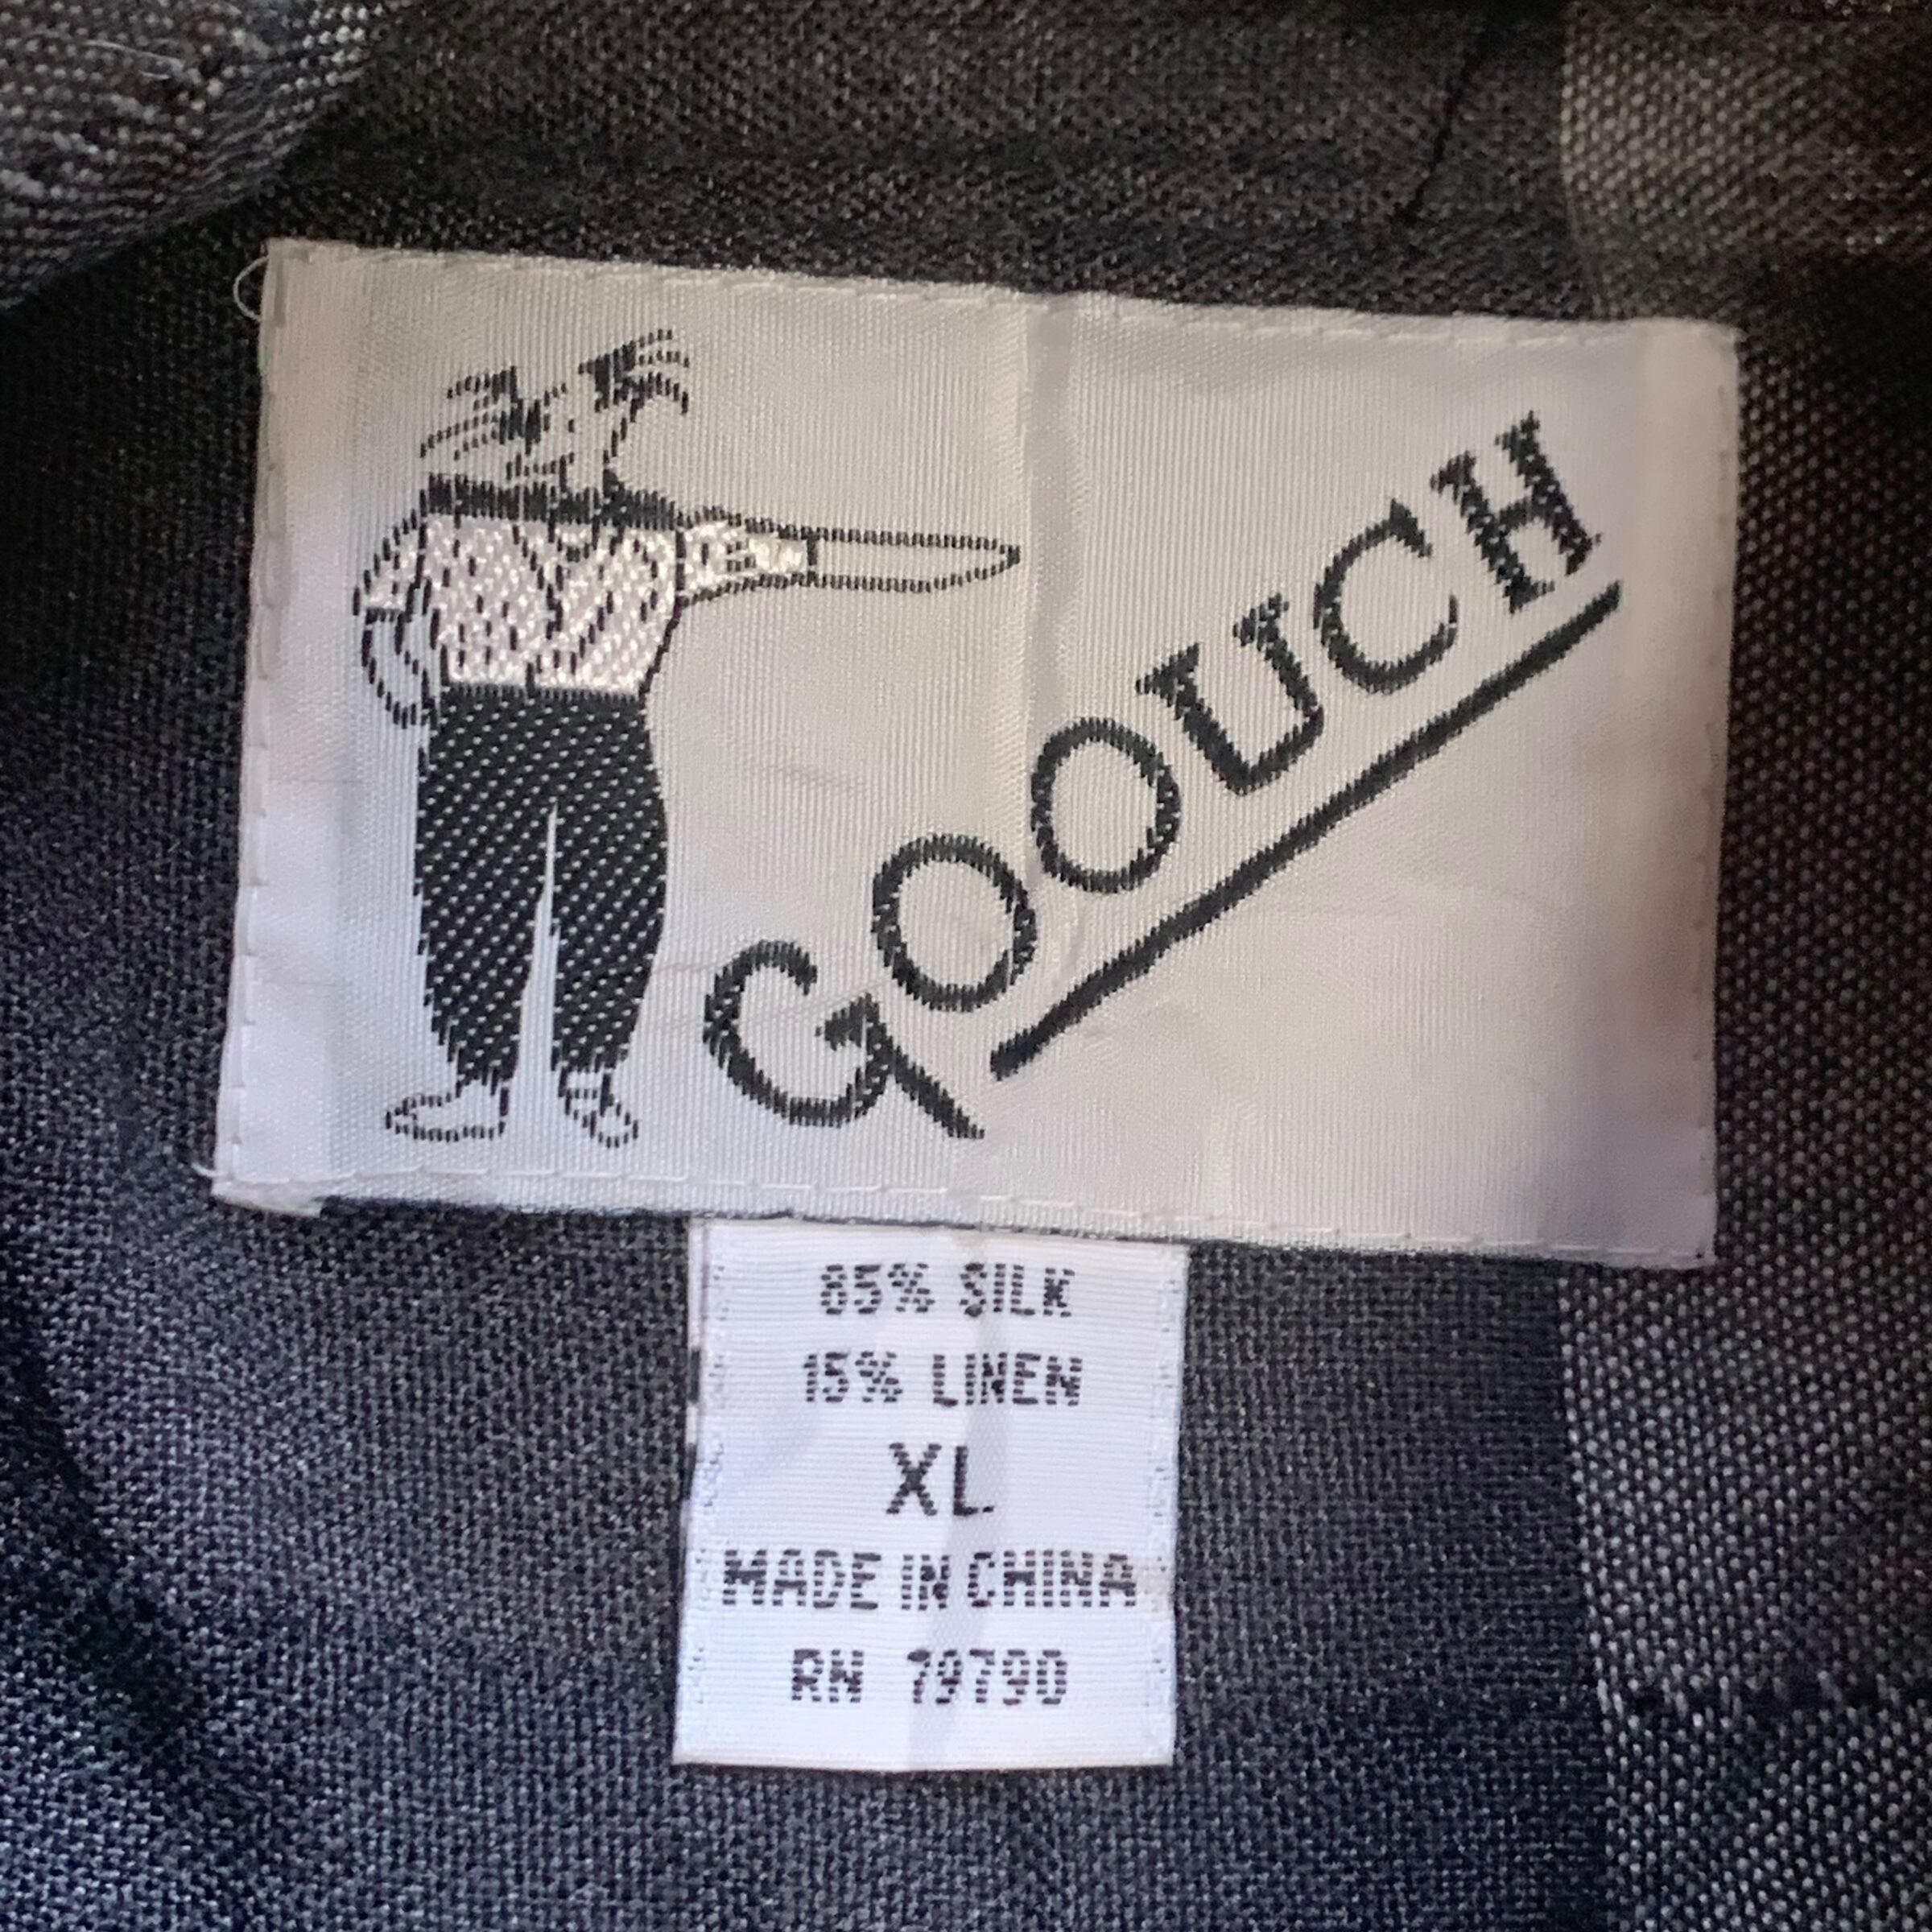 GOOUCH
85% SILK
15% LINEN
XL
MADE IN CHINA
RN 79790